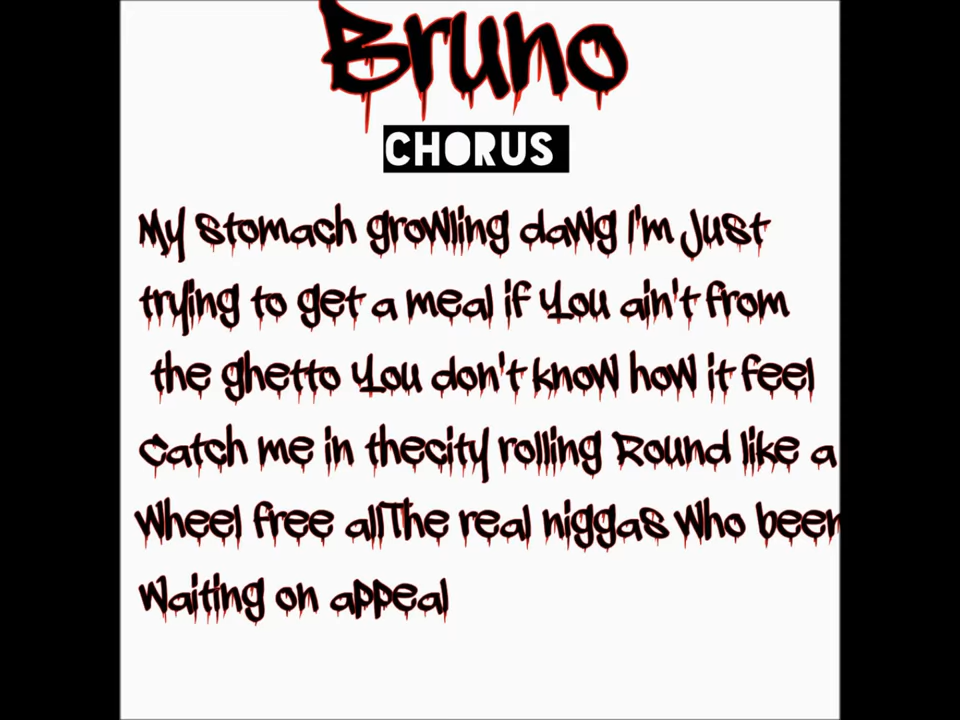 Bruno
CHORUS
My stomach growling dawg I'm Just
trying to get a meal if You ain't from
the ghetto You don't know how it feel
Catch me in thecity rolling Round like a
Wheel free allThe real niggas Who been
Waiting on appeal